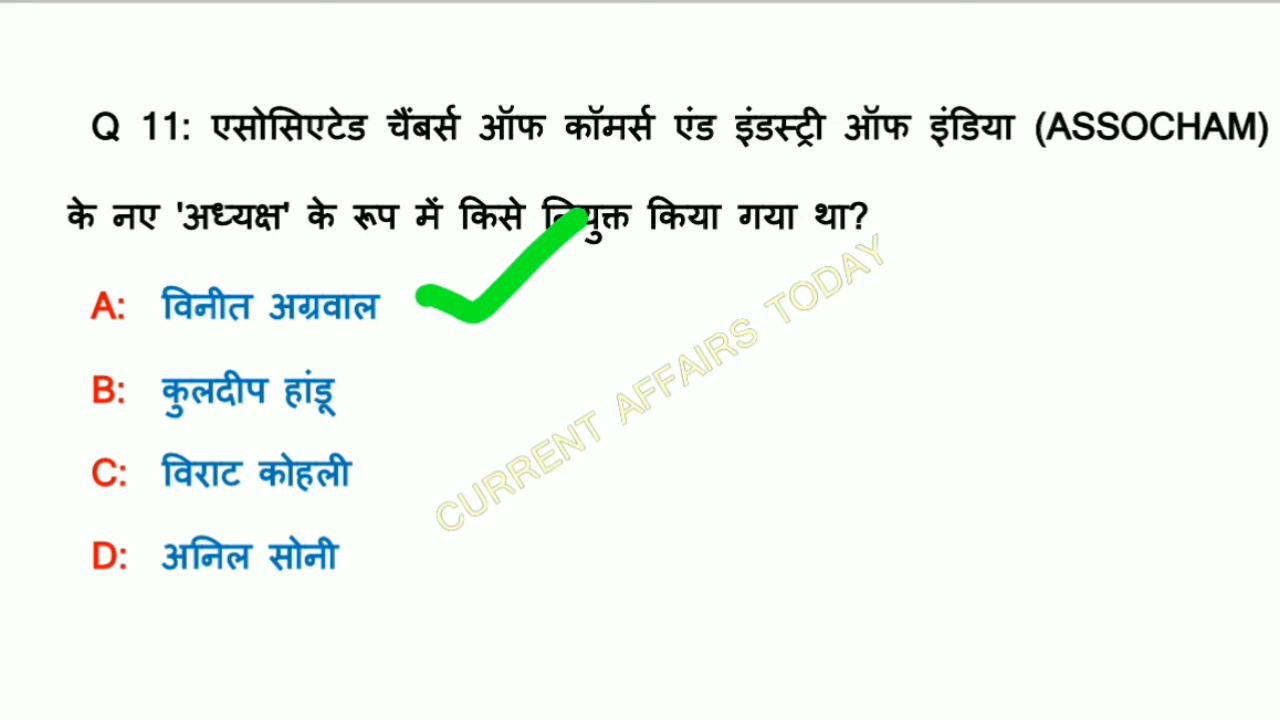 Q 11: एसोसिएटेड चैंबर्स ऑफ कॉमर्स एंड इंडस्ट्री ऑफ इंडिया (ASSOCHAM)
के नए 'अध्यक्ष' के रूप में किसे नियुक्त किया गया था?
A: विनीत अग्रवाल
B: कुलदीप हांडू
C: विराट कोहली
D: अनिल सोनी
CURRENT AFFAIRS TODAY